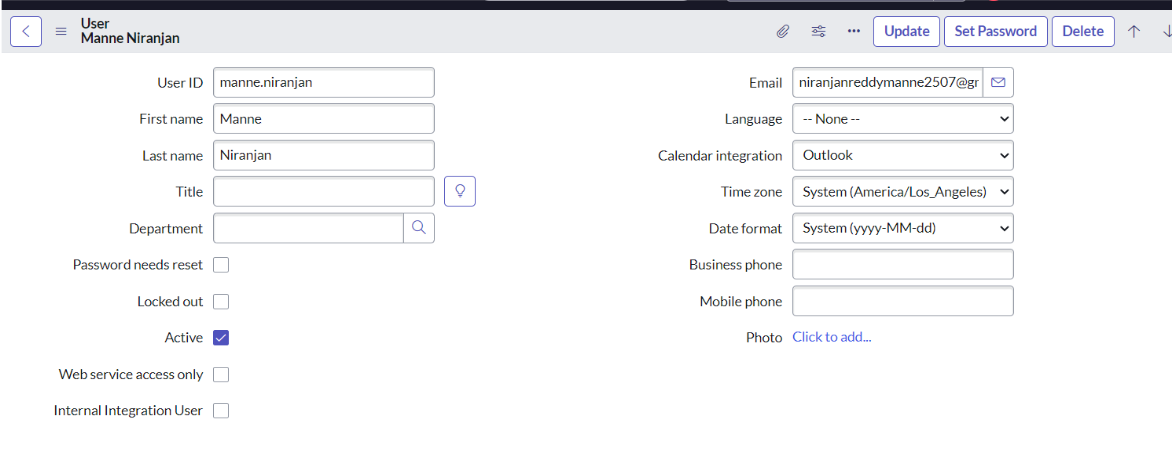 User
Manne Niranjan
Update
Set Password
Delete
User ID
manne.niranjan
First name
Manne
Last name
Niranjan
Title
Department
Password needs reset
Locked out
Active
Web service access only
Internal Integration User
Email
niranjanreddymanne2507@gr
Language
-- None --
Calendar integration
Outlook
Time zone
System (America/Los_Angeles)
Date format
System (yyyy-MM-dd)
Business phone
Mobile phone
Photo
Click to add...